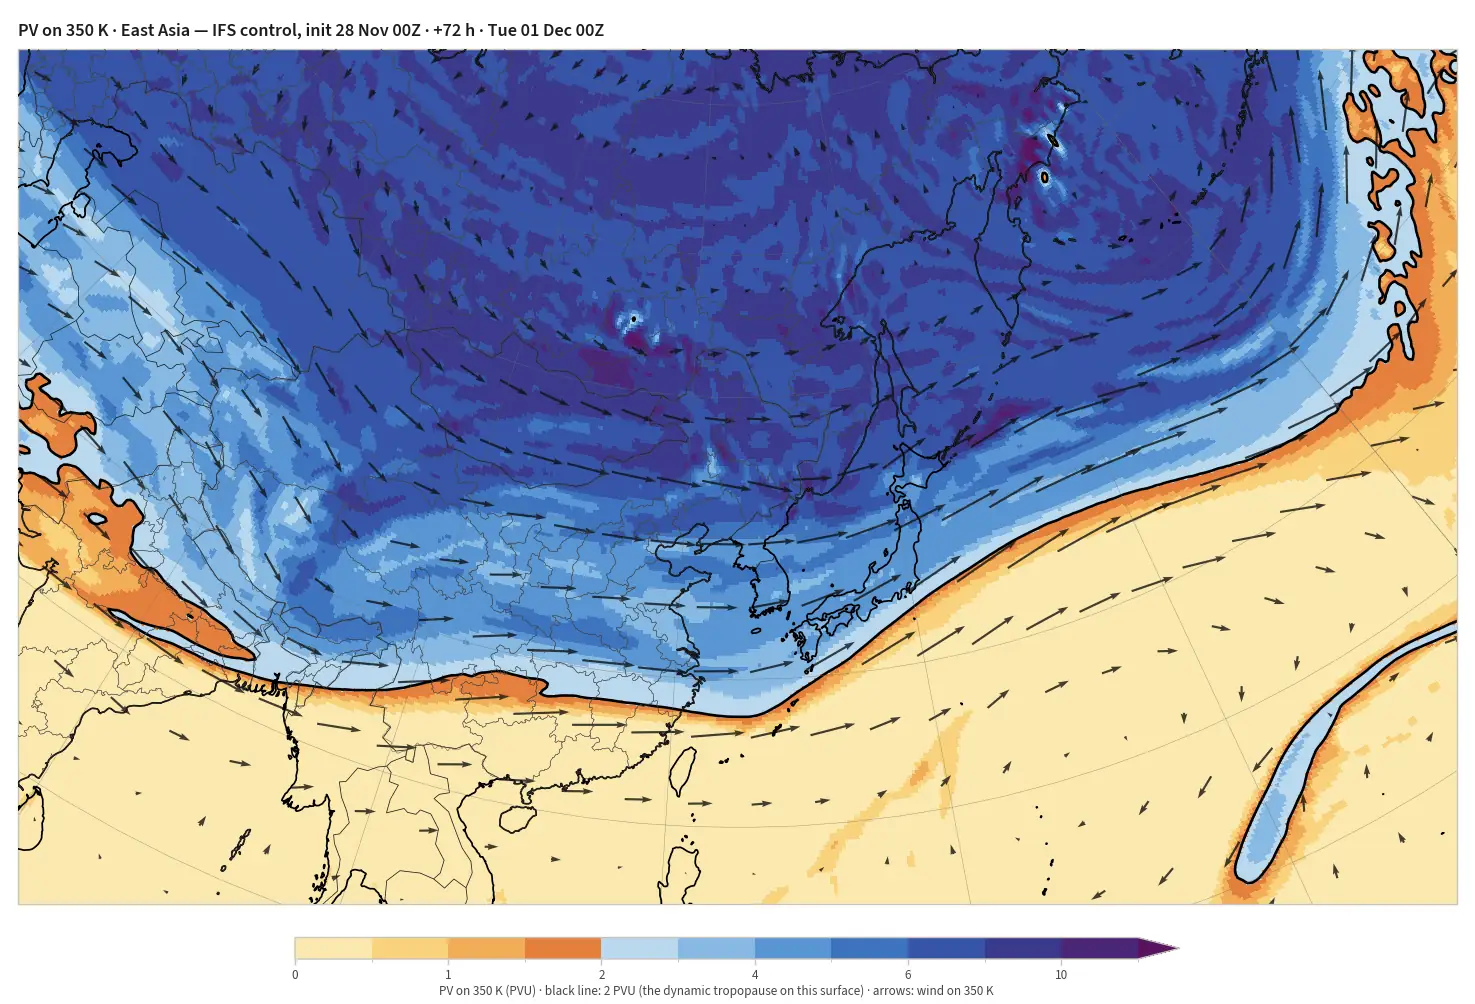 PV on 350 K · East Asia — IFS control, init 28 Nov 00Z · +72 h · Tue 01 Dec 00Z
0 1 2 4 6 10
PV on 350 K (PVU) · black line: 2 PVU (the dynamic tropopause on this surface) · arrows: wind on 350 K